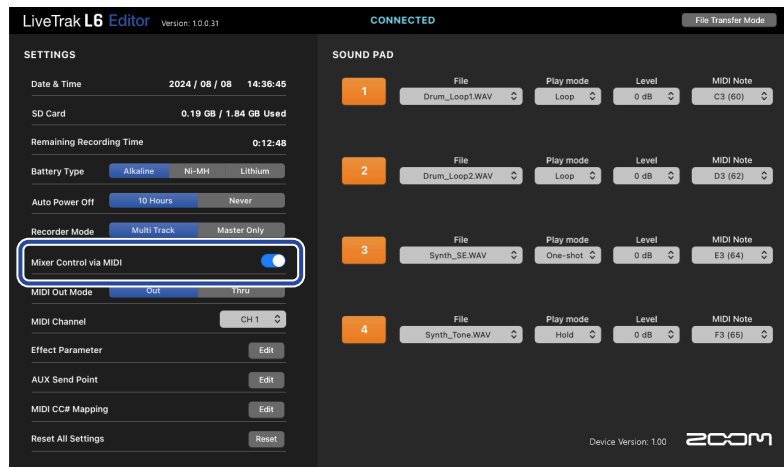 LiveTrak L6 Editor Version: 1.0.0.31 CONNECTED File Transfer Mode
SETTINGS
Date & Time 2024 / 08 / 08 14:36:45
SD Card 0.19 GB / 1.84 GB Used
Remaining Recording Time 0:12:48
Battery Type Alkaline Ni-MH Lithium
Auto Power Off 10 Hours Never
Recorder Mode Multi Track Master Only
Mixer Control via MIDI
MIDI Out Mode Out Thru
MIDI Channel CH 1
Effect Parameter Edit
AUX Send Point Edit
MIDI CC# Mapping Edit
Reset All Settings Reset
SOUND PAD
File Play mode Level MIDI Note
1 Drum_Loop1.WAV Loop 0 dB C3 (60)
File Play mode Level MIDI Note
2 Drum_Loop2.WAV Loop 0 dB D3 (62)
File Play mode Level MIDI Note
3 Synth_SE.WAV One-shot 0 dB E3 (64)
File Play mode Level MIDI Note
4 Synth_Tone.WAV Hold 0 dB F3 (65)
Device Version: 1.00 ZOOM